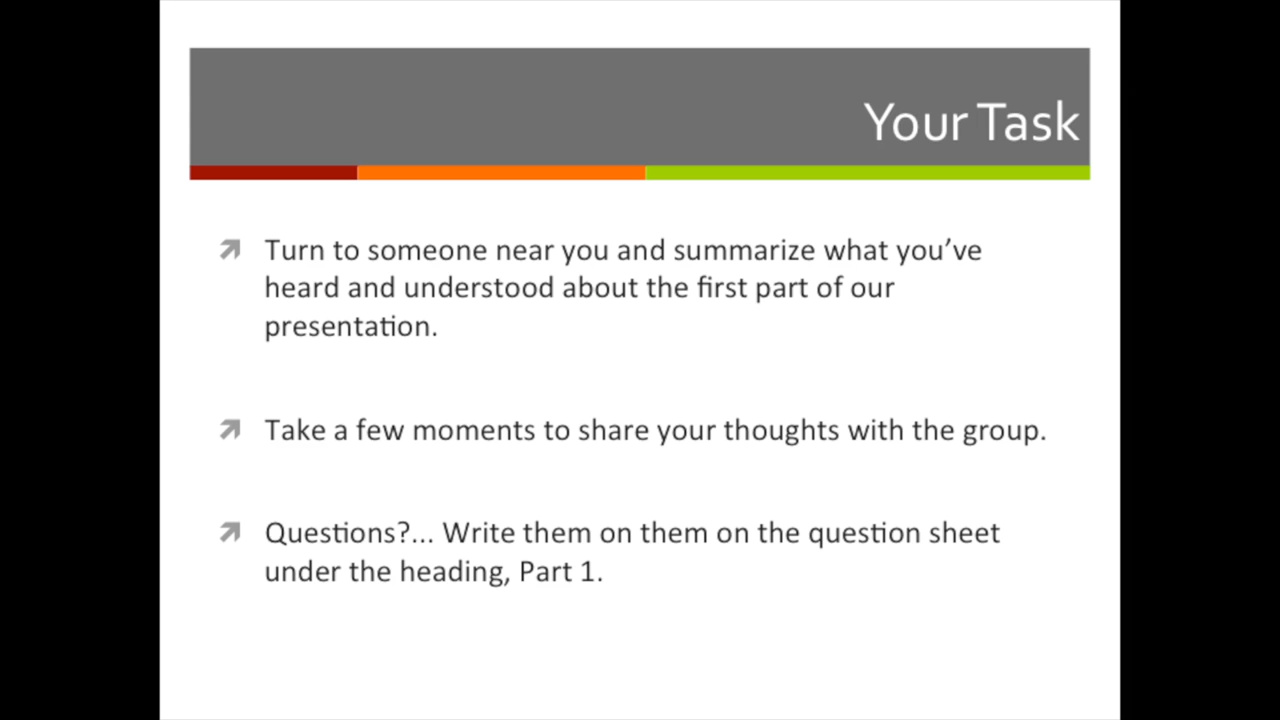 Your Task
Turn to someone near you and summarize what you’ve
heard and understood about the first part of our
presentation.
Take a few moments to share your thoughts with the group.
Questions?... Write them on them on the question sheet
under the heading, Part 1.